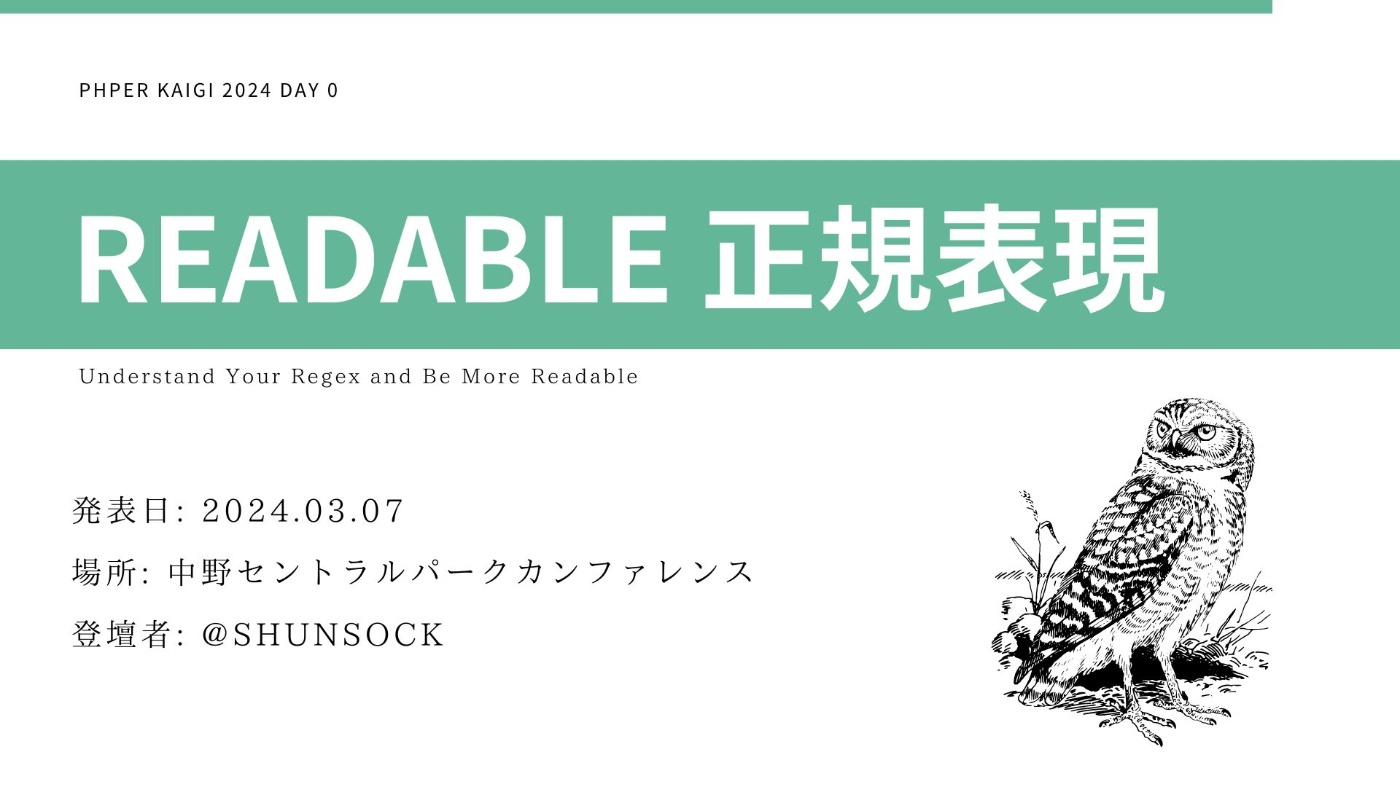 PHPER KAIGI 2024 DAY 0
READABLE 正規表現
Understand Your Regex and Be More Readable
発表日: 2024.03.07
場所: 中野セントラルパークカンファレンス
登壇者: @SHUNSOCK